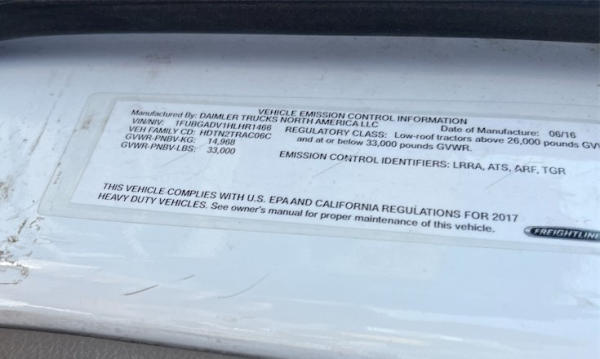 VEHICLE EMISSION CONTROL INFORMATION
Manufactured By: DAIMLER TRUCKS NORTH AMERICA LLC
Date of Manufacture: 06/16
VIN/NIV: 1FUBGADV1HLHR1466
REGULATORY CLASS: Low-roof tractors above 26,000 pounds GV
and at or below 33,000 pounds GVWR.
VEH FAMILY CD: HDTN2TRAC06C
GVWR-PNBV-KG: 14,968
GVWR-PNBV-LBS: 33,000
EMISSION CONTROL IDENTIFIERS: LRRA, ATS, ARF, TGR
THIS VEHICLE COMPLIES WITH U.S. EPA AND CALIFORNIA REGULATIONS FOR 2017
HEAVY DUTY VEHICLES. See owner's manual for proper maintenance of this vehicle.
FREIGHTLINE